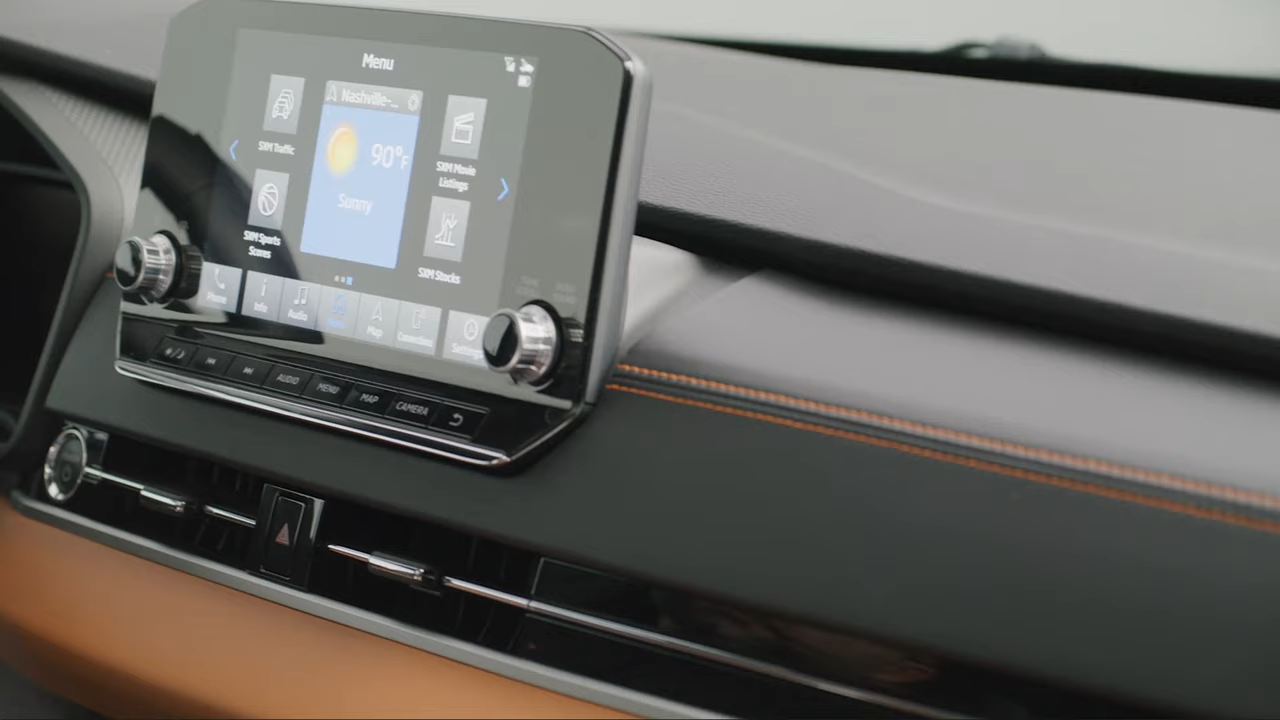 Menu
Nashville-...
SXM Traffic
90°F
SXM Movie
Listings
Sunny
SXM Sports
Scores
SXM Stocks
Phone
Info
Audio
Menu
Map
Connections
Settings
AUDIO
MENU
MAP
CAMERA